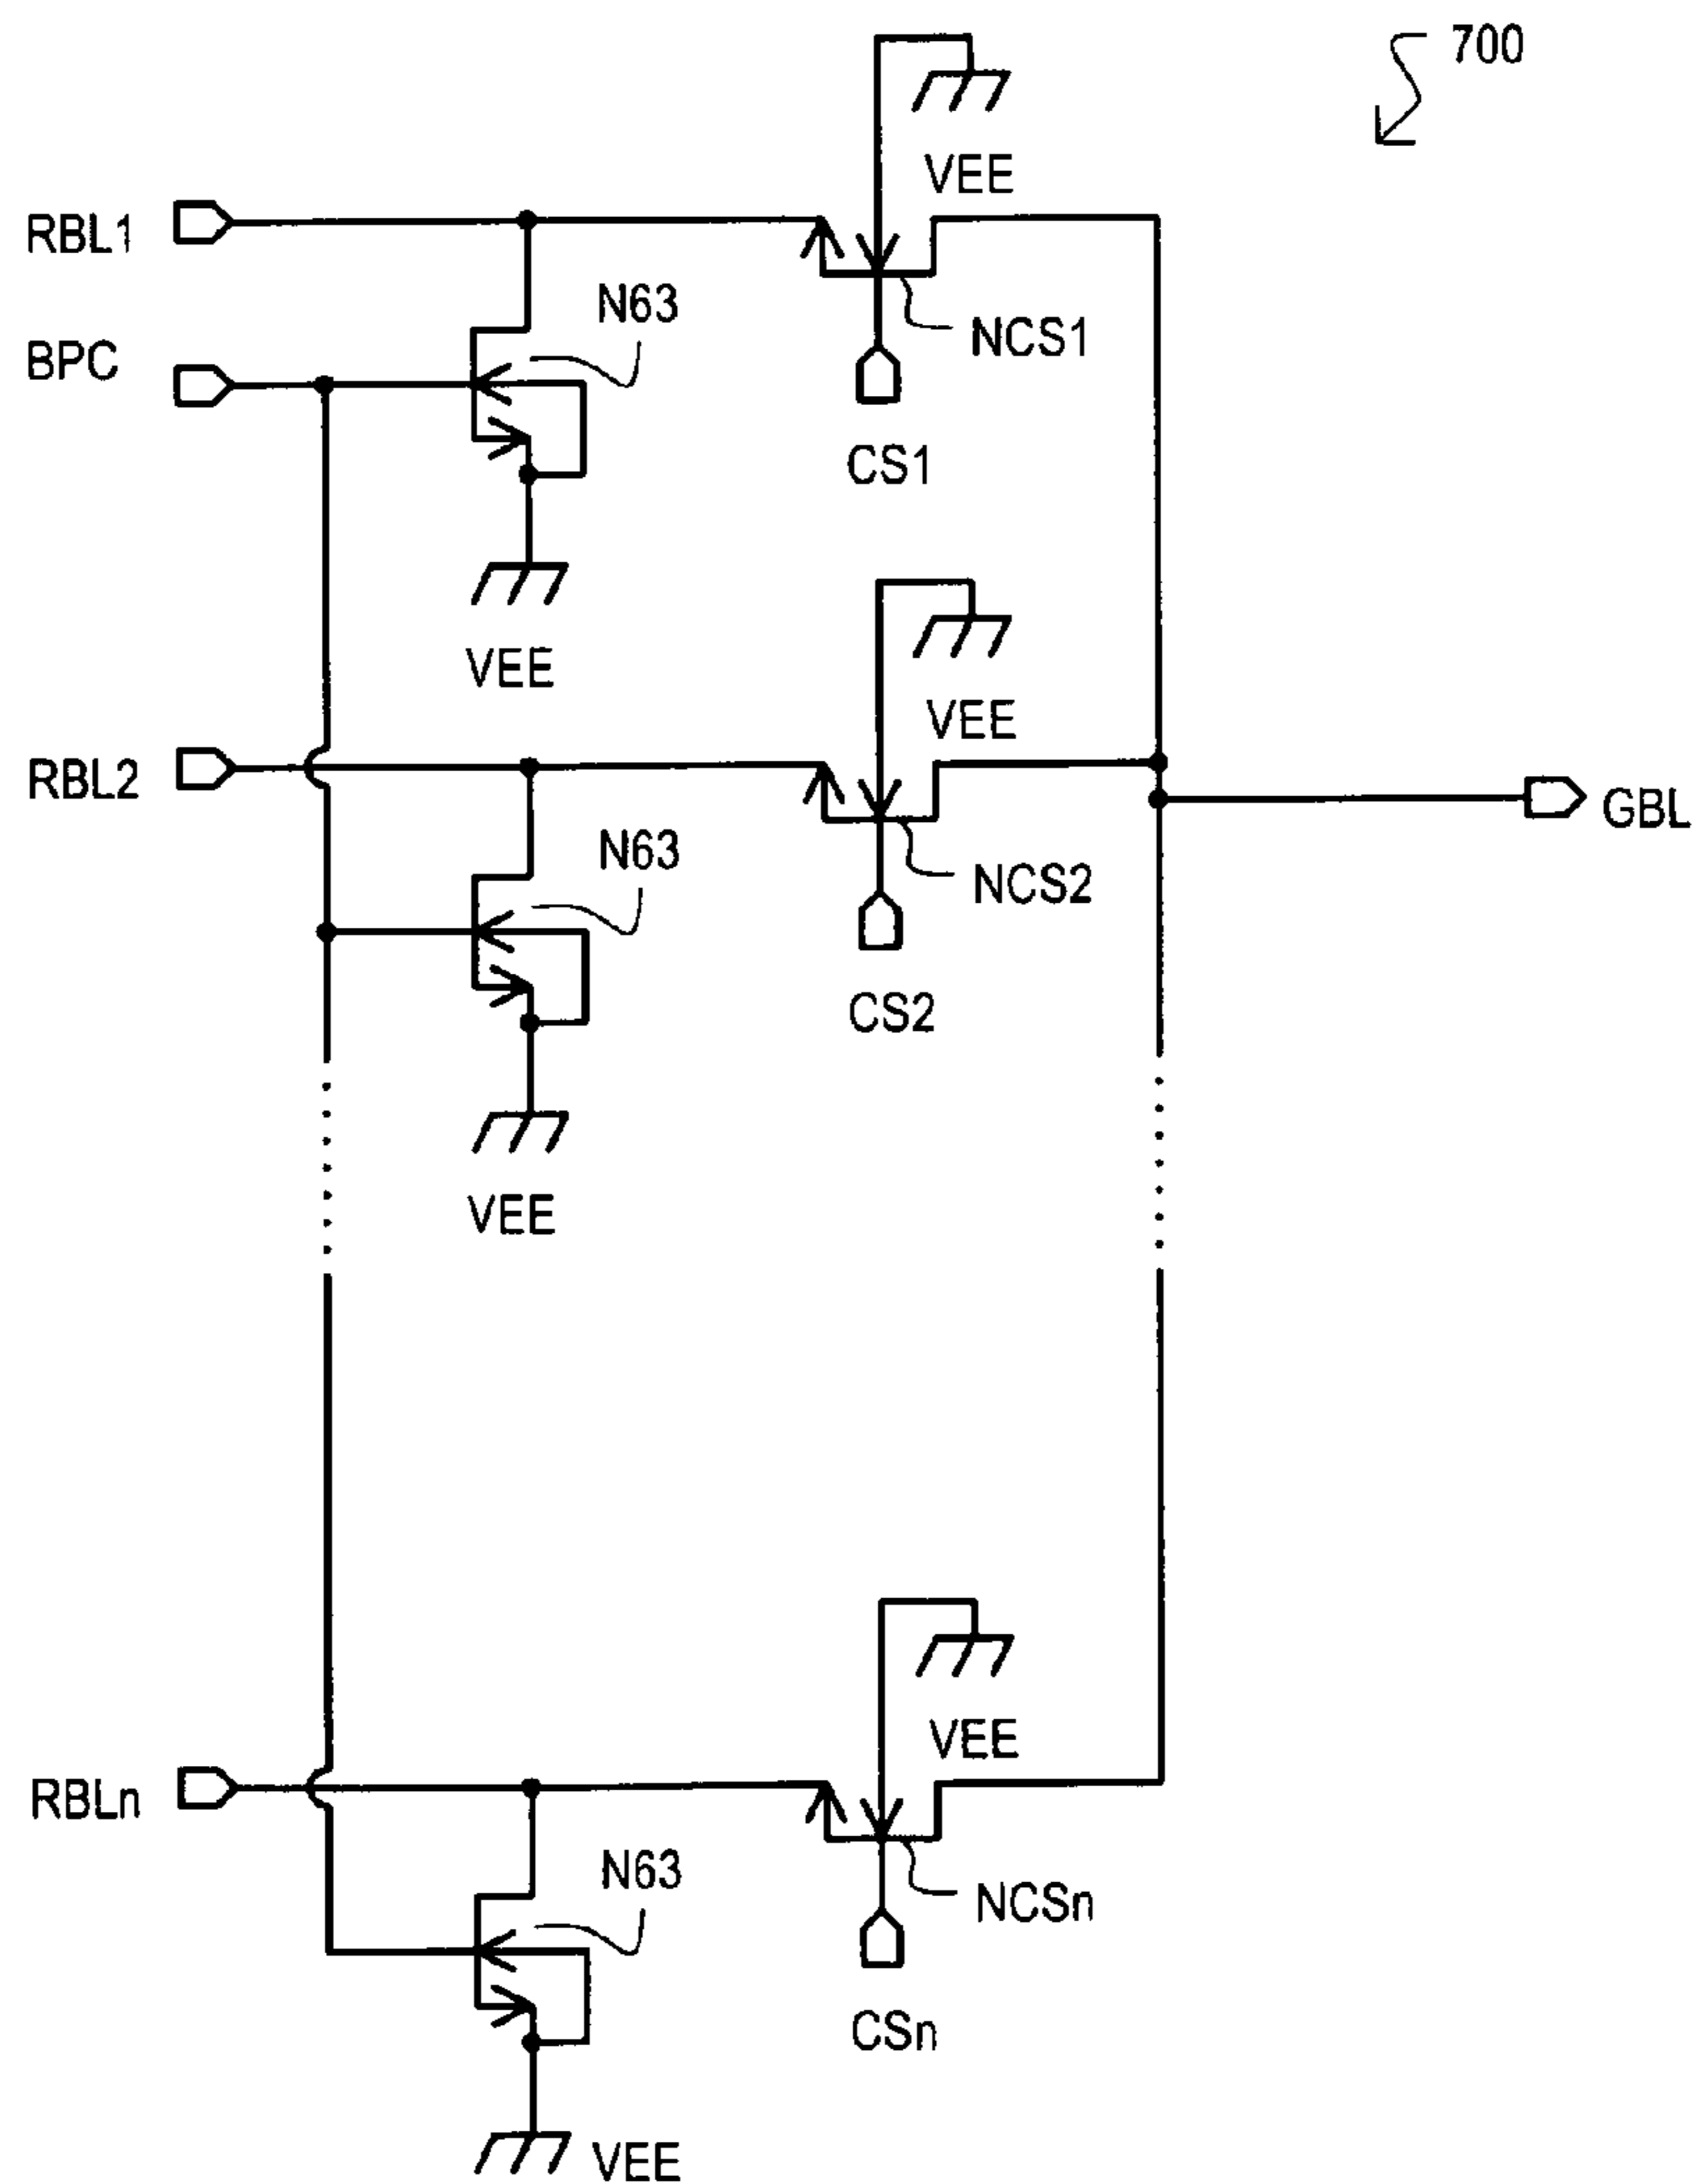 700
VEE
RBL1
N63
NCS1
BPC
CS1
VEE
VEE
RBL2
GBL
N63
NCS2
CS2
VEE
VEE
RBLn
N63
NCSn
CSn
VEE